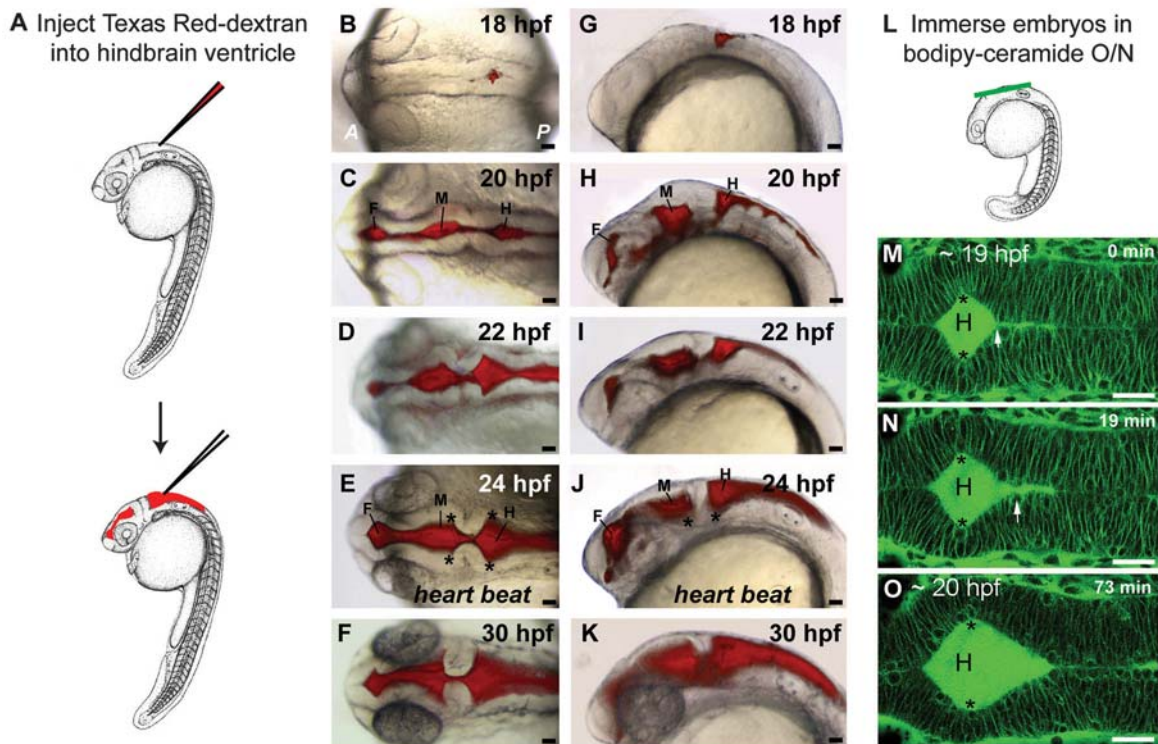 A Inject Texas Red-dextran
into hindbrain ventricle
B 18 hpf
A P
C 20 hpf
F M H
D 22 hpf
E 24 hpf
F M * * H
* *
heart beat
F 30 hpf
G 18 hpf
H 20 hpf
F M H
I 22 hpf
J 24 hpf
F M H
* *
heart beat
K 30 hpf
L Immerse embryos in
bodipy-ceramide O/N
M ~ 19 hpf 0 min
*
H
*
N 19 min
*
H
*
O ~ 20 hpf 73 min
*
H
*